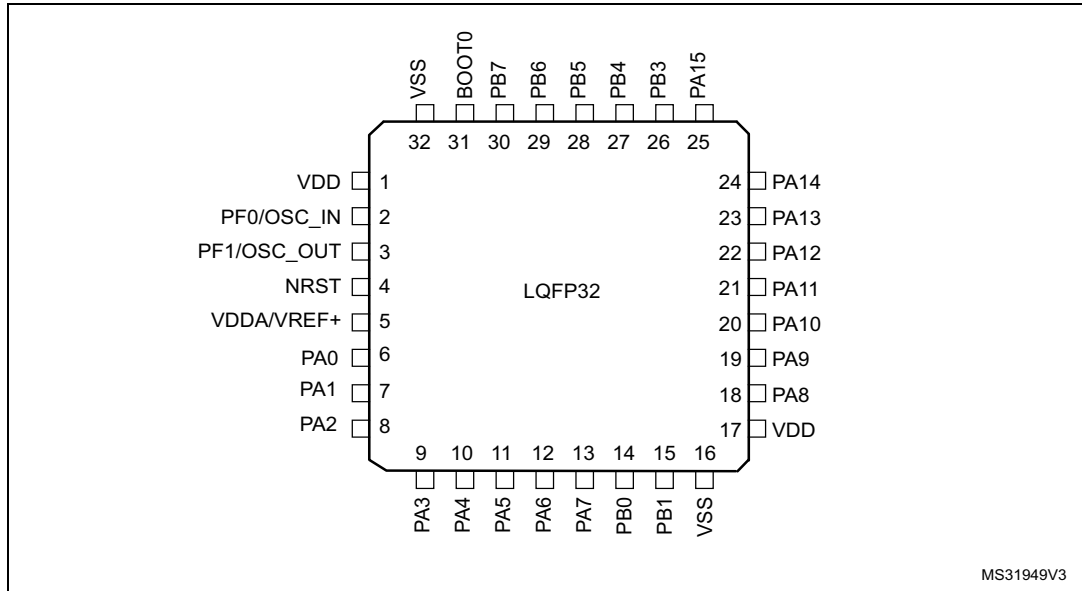 VSS BOOT0 PB7 PB6 PB5 PB4 PB3 PA15
32 31 30 29 28 27 26 25
VDD 1 24 PA14
PF0/OSC_IN 2 23 PA13
PF1/OSC_OUT 3 22 PA12
NRST 4 LQFP32 21 PA11
VDDA/VREF+ 5 20 PA10
PA0 6 19 PA9
PA1 7 18 PA8
PA2 8 17 VDD
9 10 11 12 13 14 15 16
PA3 PA4 PA5 PA6 PA7 PB0 PB1 VSS
MS31949V3